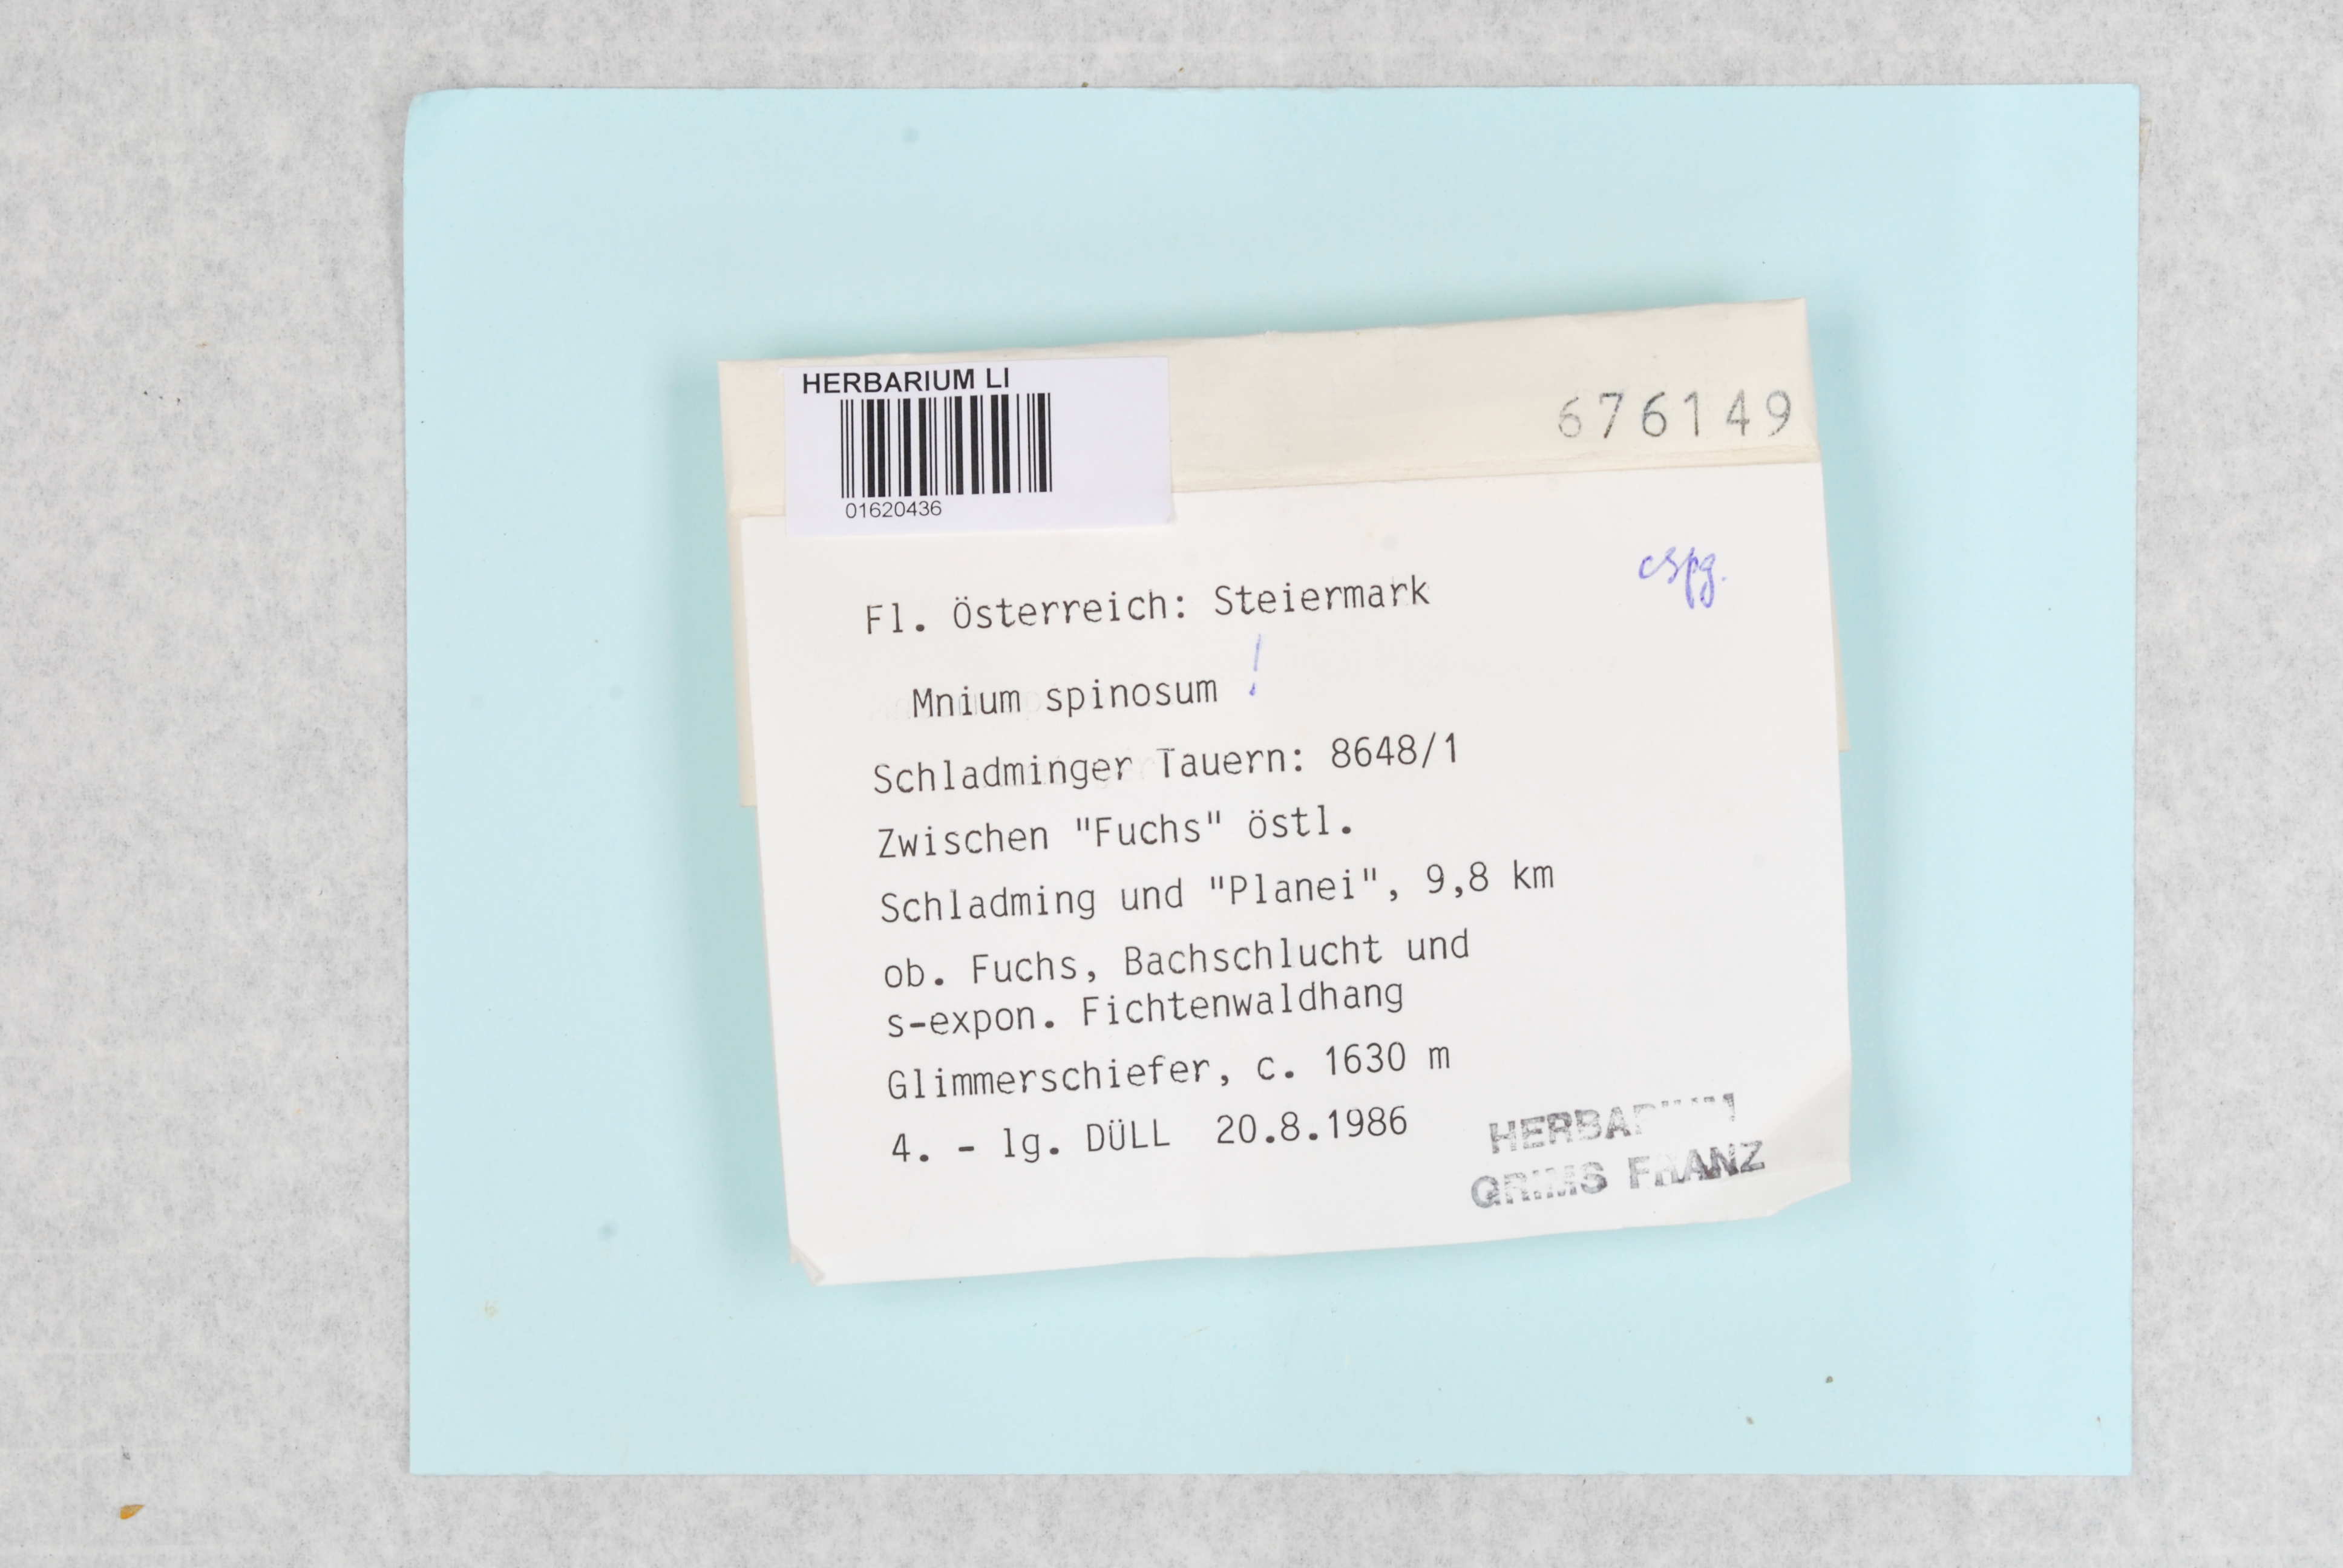 HERBARIUM LI
01620436
676149
cspg.
Fl. Österreich: Steiermark
Mnium spinosum !
Schladminger Tauern: 8648/1
Zwischen "Fuchs" östl.
Schladming und "Planei", 9,8 km
ob. Fuchs, Bachschlucht und
s-expon. Fichtenwaldhang
Glimmerschiefer, c. 1630 m
4. - lg. DÜLL 20.8.1986
HERBARIUM
GRIMS FRANZ